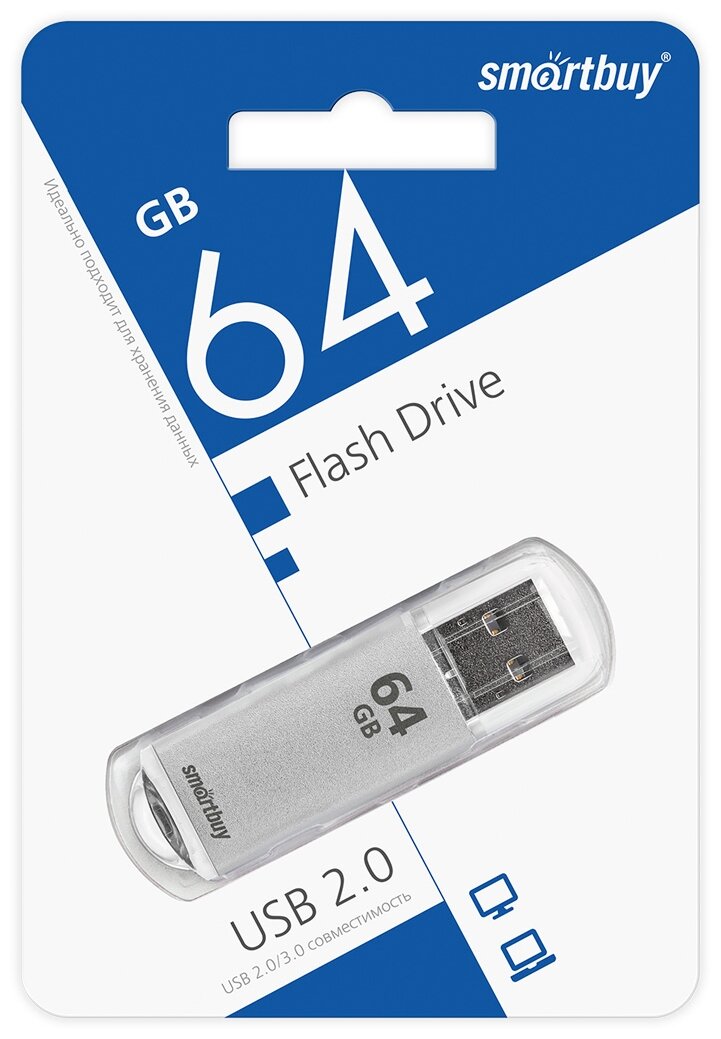 smartbuy®
GB
64
Идеально подходит для хранения данных
Flash Drive
64
GB
smartbuy
USB 2.0
USB 2.0/3.0 совместимость